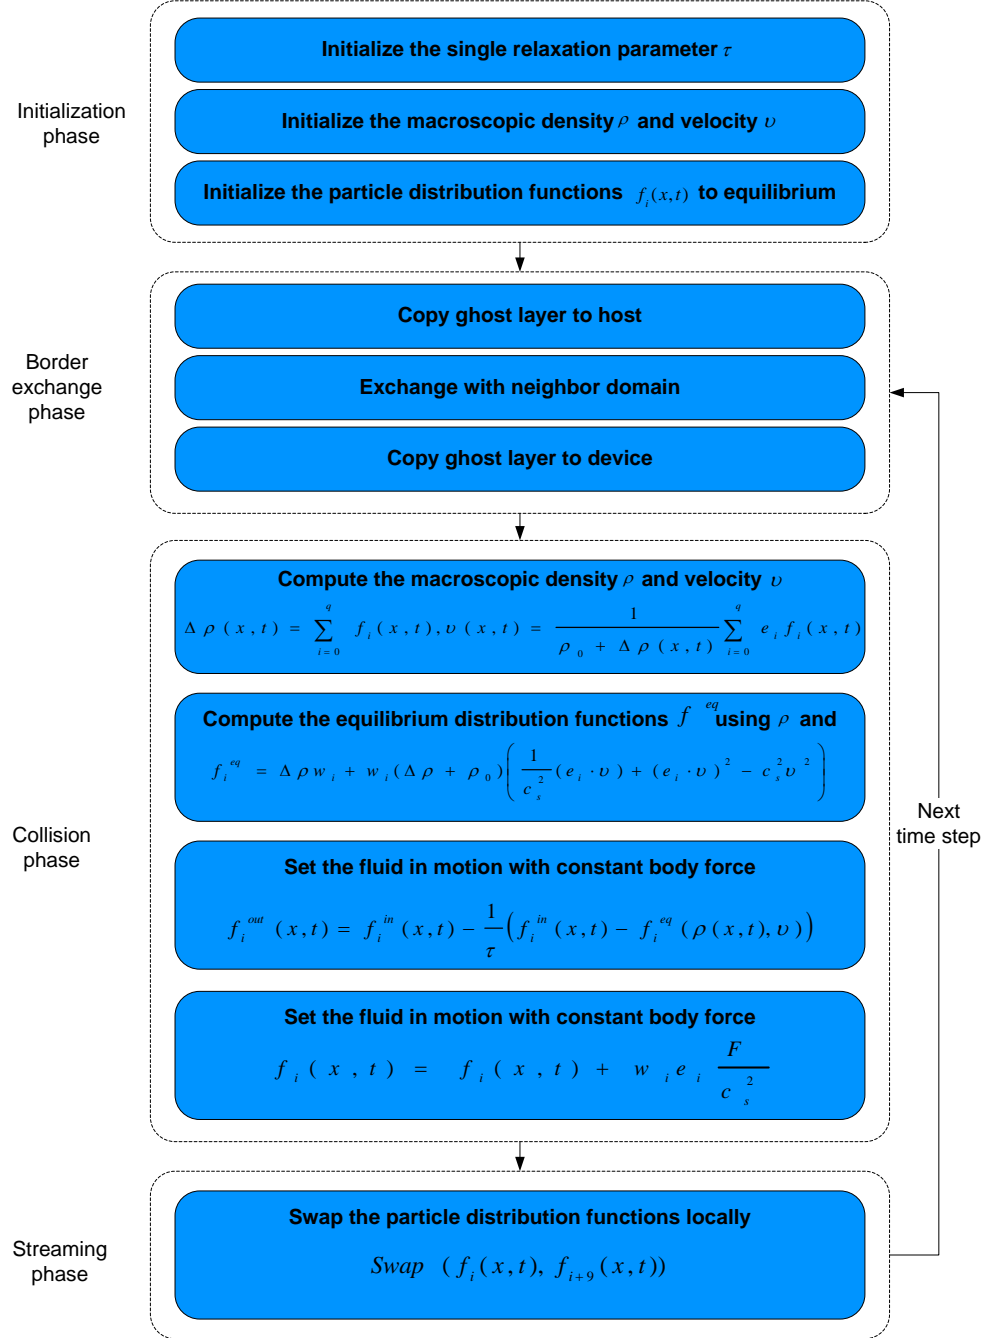 Initialization
phase
Initialize the single relaxation parameter τ
Initialize the macroscopic density ρ and velocity υ
Initialize the particle distribution functions f_i(x,t) to equilibrium
Border
exchange
phase
Copy ghost layer to host
Exchange with neighbor domain
Copy ghost layer to device
Collision
phase
Compute the macroscopic density ρ and velocity υ
Δρ(x,t) = ∑_{i=0}^{q} f_i(x,t), υ(x,t) = \frac{1}{ρ_0 + Δρ(x,t)} ∑_{i=0}^{q} e_i f_i(x,t)
Compute the equilibrium distribution functions f^{eq} using ρ and
f_i^{eq} = Δρw_i + w_i(Δρ + ρ_0)(\frac{1}{c_s^2}(e_i · υ) + (e_i · υ)^2 − c_s^2υ^2)
Set the fluid in motion with constant body force
f_i^{out}(x,t) = f_i^{in}(x,t) − \frac{1}{τ}(f_i^{in}(x,t) − f_i^{eq}(ρ(x,t),υ))
Set the fluid in motion with constant body force
f_i(x,t) = f_i(x,t) + w_i e_i \frac{F}{c_s^2}
Next
time step
Streaming
phase
Swap the particle distribution functions locally
Swap (f_i(x,t), f_{i+9}(x,t))